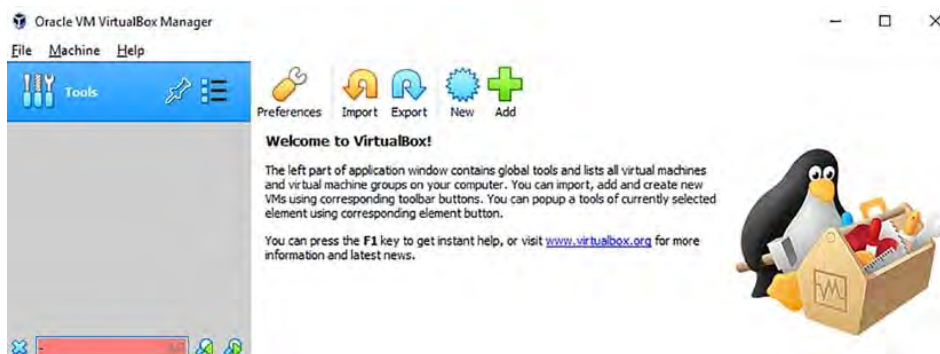 Oracle VM VirtualBox Manager
File Machine Help
Tools
Preferences Import Export New Add
Welcome to VirtualBox!
The left part of application window contains global tools and lists all virtual machines
and virtual machine groups on your computer. You can import, add and create new
VMs using corresponding toolbar buttons. You can popup a tools of currently selected
element using corresponding element button.
You can press the F1 key to get instant help, or visit www.virtualbox.org for more
information and latest news.